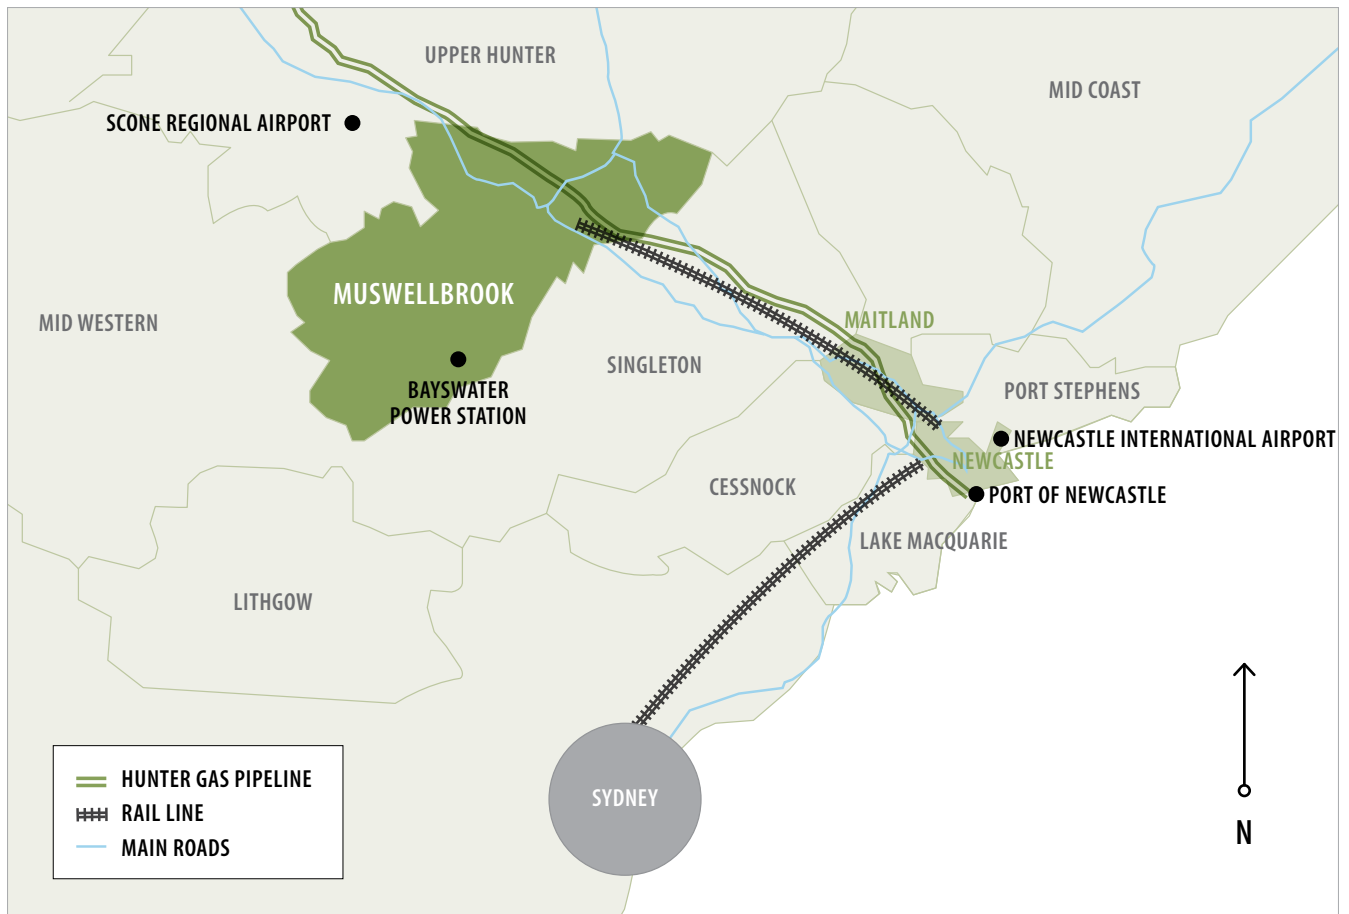 UPPER HUNTER
MID COAST
SCONE REGIONAL AIRPORT
MUSWELLBROOK
MID WESTERN
MAITLAND
SINGLETON
BAYSWATER
POWER STATION
PORT STEPHENS
NEWCASTLE INTERNATIONAL AIRPORT
NEWCASTLE
CESSNOCK
PORT OF NEWCASTLE
LAKE MACQUARIE
LITHGOW
SYDNEY
HUNTER GAS PIPELINE
RAIL LINE
MAIN ROADS
N